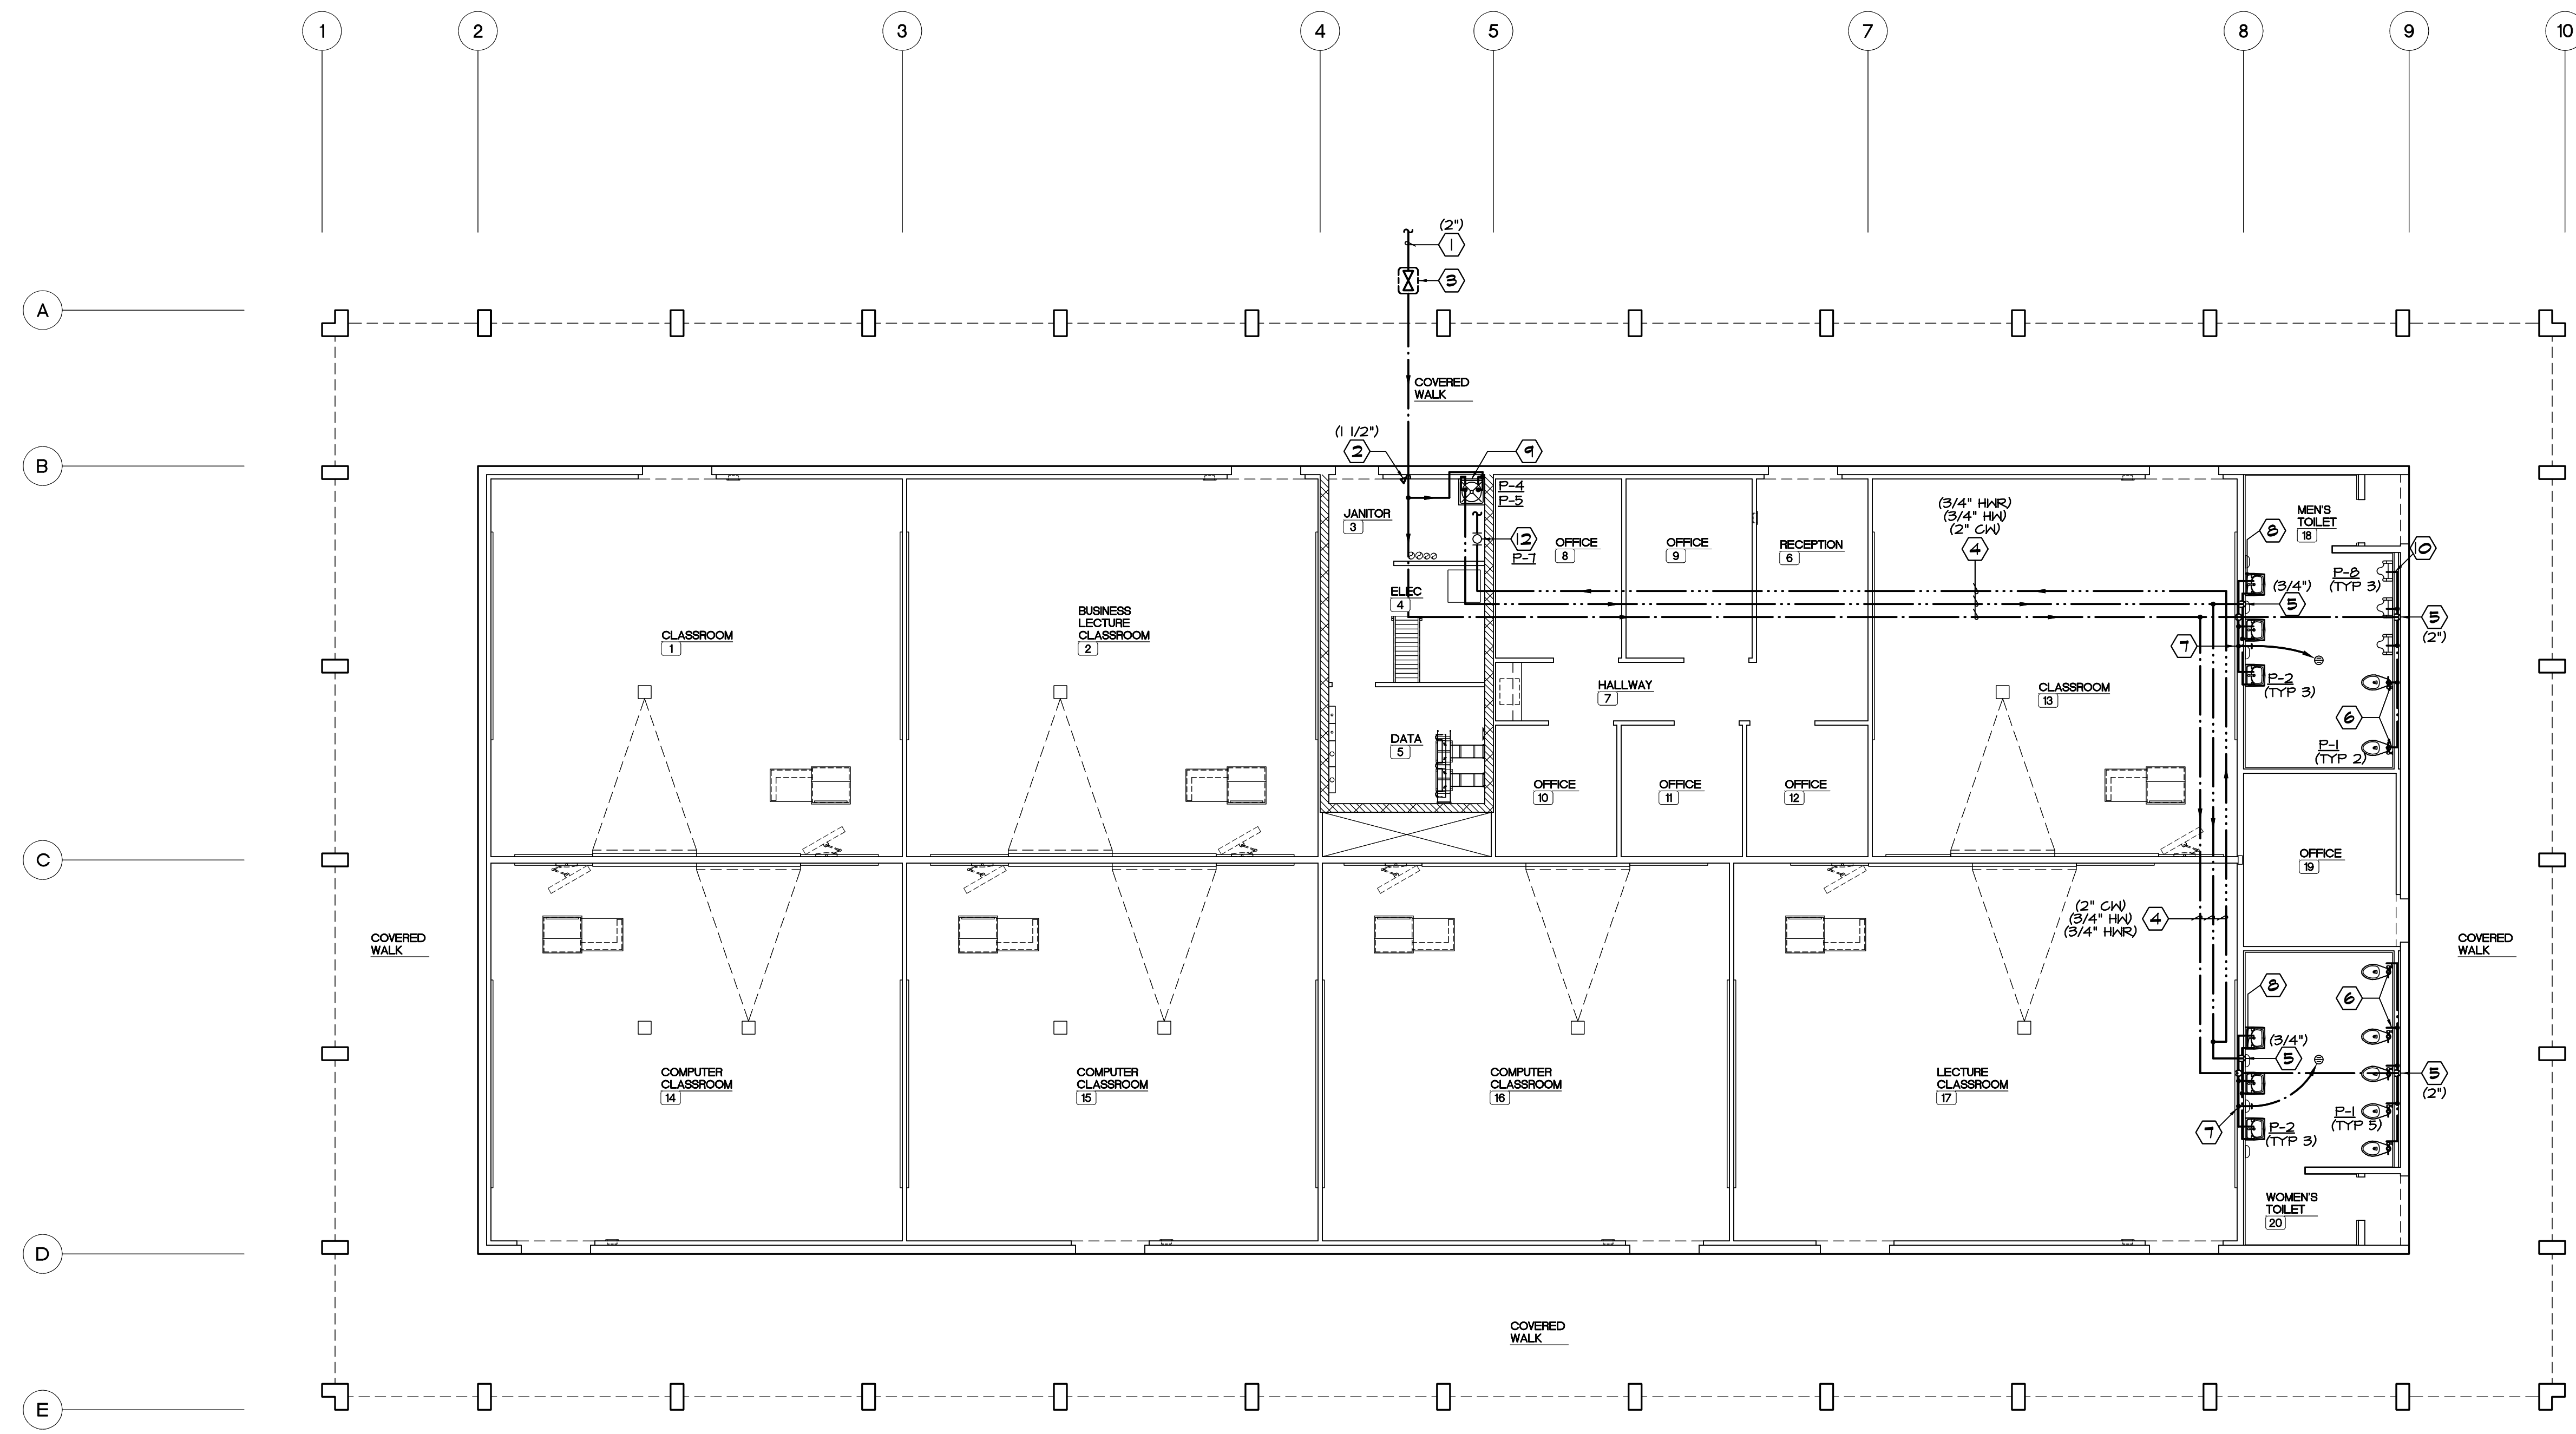 1
2
3
4
5
7
8
9
10
A
B
C
D
E
(2")
1
3
COVERED
WALK
(1 1/2")
2
9
P-4
P-5
JANITOR
3
12
P-7
ELEC
4
DATA
5
CLASSROOM
1
BUSINESS
LECTURE
CLASSROOM
2
OFFICE
8
OFFICE
9
RECEPTION
6
HALLWAY
7
OFFICE
10
OFFICE
11
OFFICE
12
(3/4" HWR)
(3/4" HW)
(2" CW)
4
CLASSROOM
13
MEN'S
TOILET
18
8
10
P-8
(TYP 3)
(3/4")
5
5
(2")
7
P-2
(TYP 3)
6
P-1
(TYP 2)
OFFICE
19
(2" CW)
(3/4" HW)
(3/4" HWR)
4
COVERED
WALK
COVERED
WALK
8
6
(3/4")
5
5
(2")
P-1
(TYP 5)
7
P-2
(TYP 3)
COMPUTER
CLASSROOM
14
COMPUTER
CLASSROOM
15
COMPUTER
CLASSROOM
16
LECTURE
CLASSROOM
17
WOMEN'S
TOILET
20
COVERED
WALK